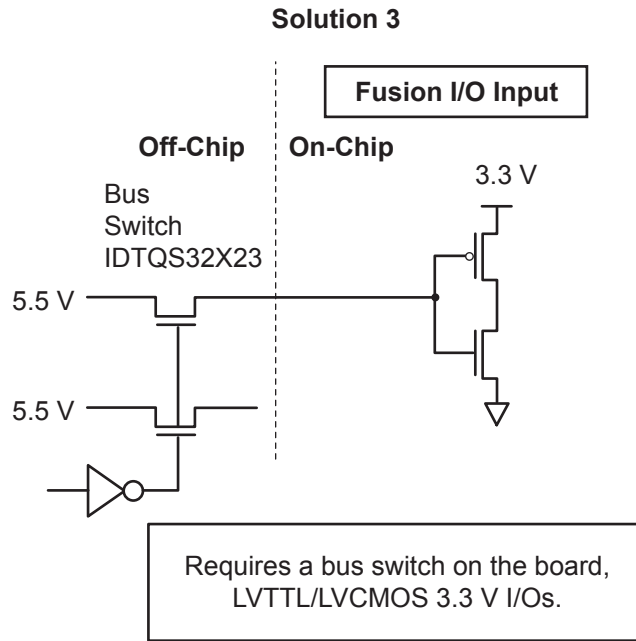 Solution 3
Fusion I/O Input
Off-Chip
On-Chip
3.3 V
Bus
Switch
IDTQS32X23
5.5 V
5.5 V
Requires a bus switch on the board,
LVTTL/LVCMOS 3.3 V I/Os.